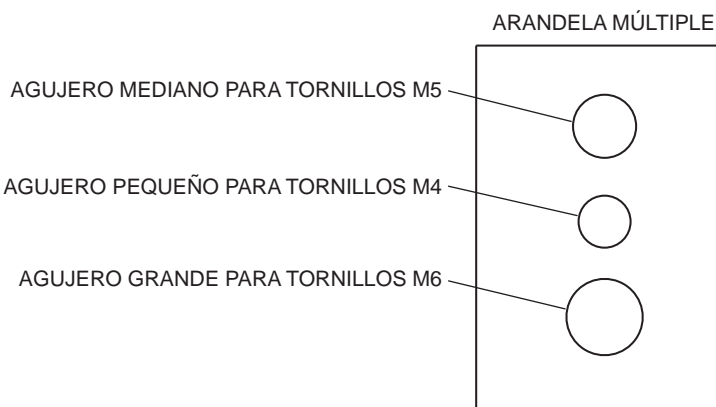 ARANDELA MÚLTIPLE
AGUJERO MEDIANO PARA TORNILLOS M5
AGUJERO PEQUEÑO PARA TORNILLOS M4
AGUJERO GRANDE PARA TORNILLOS M6